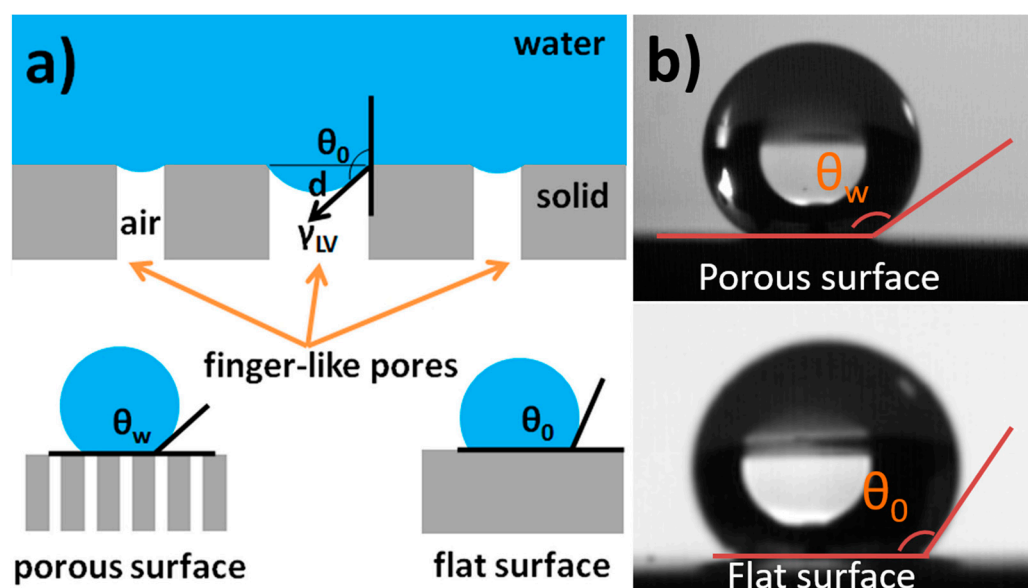 a)
water
θ0
d
γLV
air
solid
finger-like pores
θw
θ0
porous surface
flat surface
b)
θw
Porous surface
θ0
Flat surface